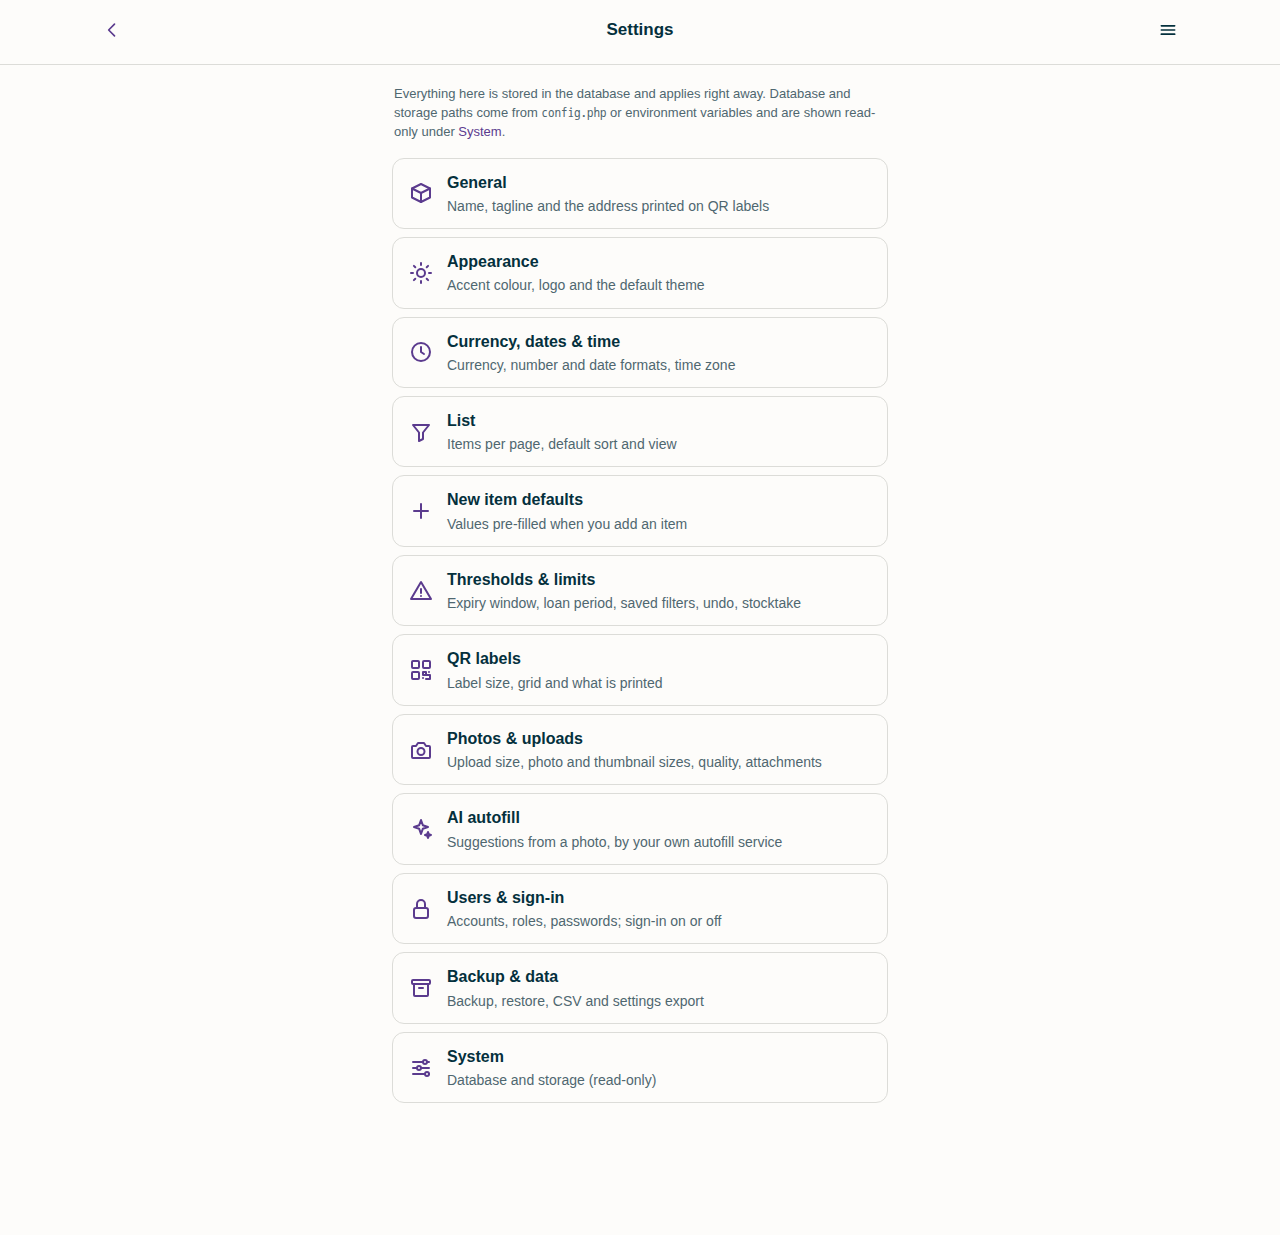 Settings
Everything here is stored in the database and applies right away. Database and
storage paths come from config.php or environment variables and are shown read-
only under System.
General
Name, tagline and the address printed on QR labels
Appearance
Accent colour, logo and the default theme
Currency, dates & time
Currency, number and date formats, time zone
List
Items per page, default sort and view
New item defaults
Values pre-filled when you add an item
Thresholds & limits
Expiry window, loan period, saved filters, undo, stocktake
QR labels
Label size, grid and what is printed
Photos & uploads
Upload size, photo and thumbnail sizes, quality, attachments
AI autofill
Suggestions from a photo, by your own autofill service
Users & sign-in
Accounts, roles, passwords; sign-in on or off
Backup & data
Backup, restore, CSV and settings export
System
Database and storage (read-only)